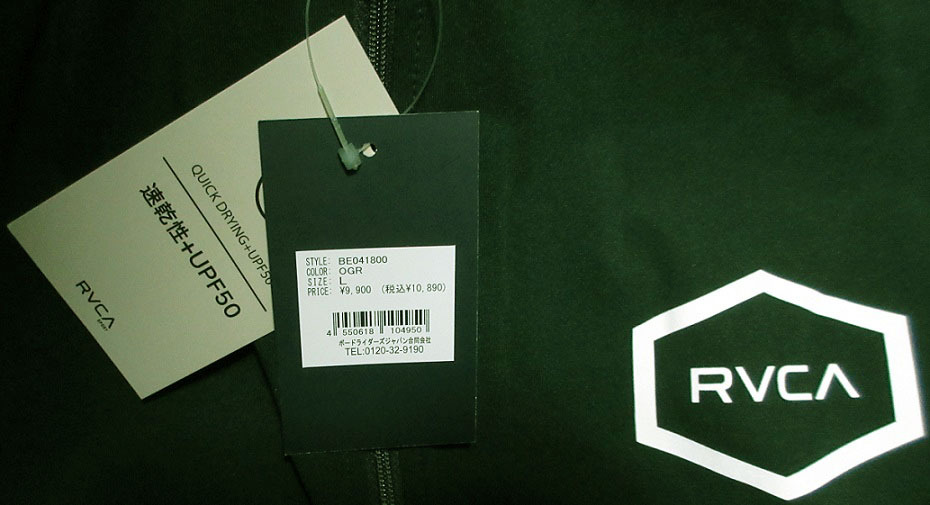 QUICK DRYING+UPF50
速乾性+UPF50
RVCA
STYLE: BE041800
COLOR: OGR
SIZE: L
PRICE: ¥9,900 (税込¥10,890)
4 550618 104950
ボードライダーズジャパン合同会社
TEL:0120-32-9190
RVCA